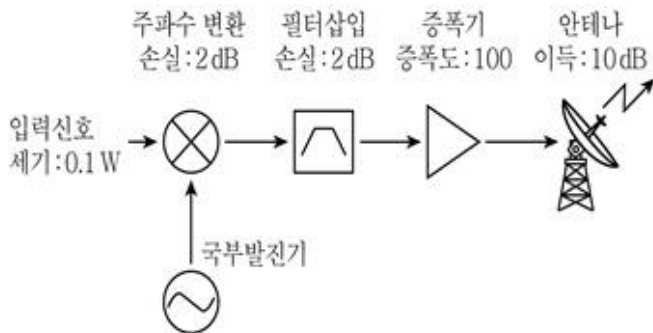 주파수 변환
손실:2dB
필터삽입
손실:2dB
증폭기
증폭도:100
안테나
이득:10dB
입력신호
세기:0.1W
국부발진기